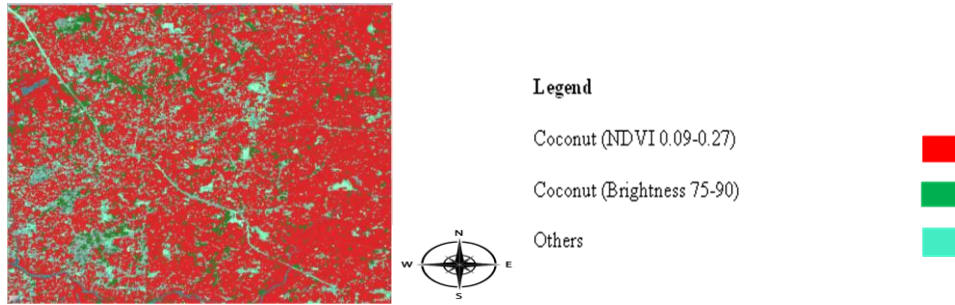 Legend
Coconut (NDVI 0.09-0.27)
Coconut (Brightness 75-90)
Others
N
W E
S